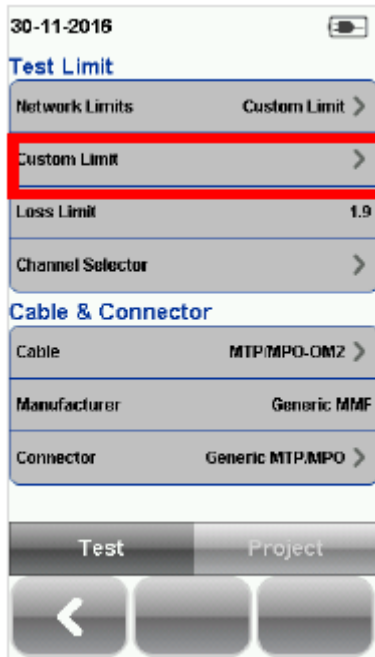 30-11-2016
Test Limit
Network Limits Custom Limit
Custom Limit
Loss Limit 1.9
Channel Selector
Cable & Connector
Cable MTP/MPO-OM2
Manufacturer Generic MMF
Connector Generic MTP/MPO
Test Project